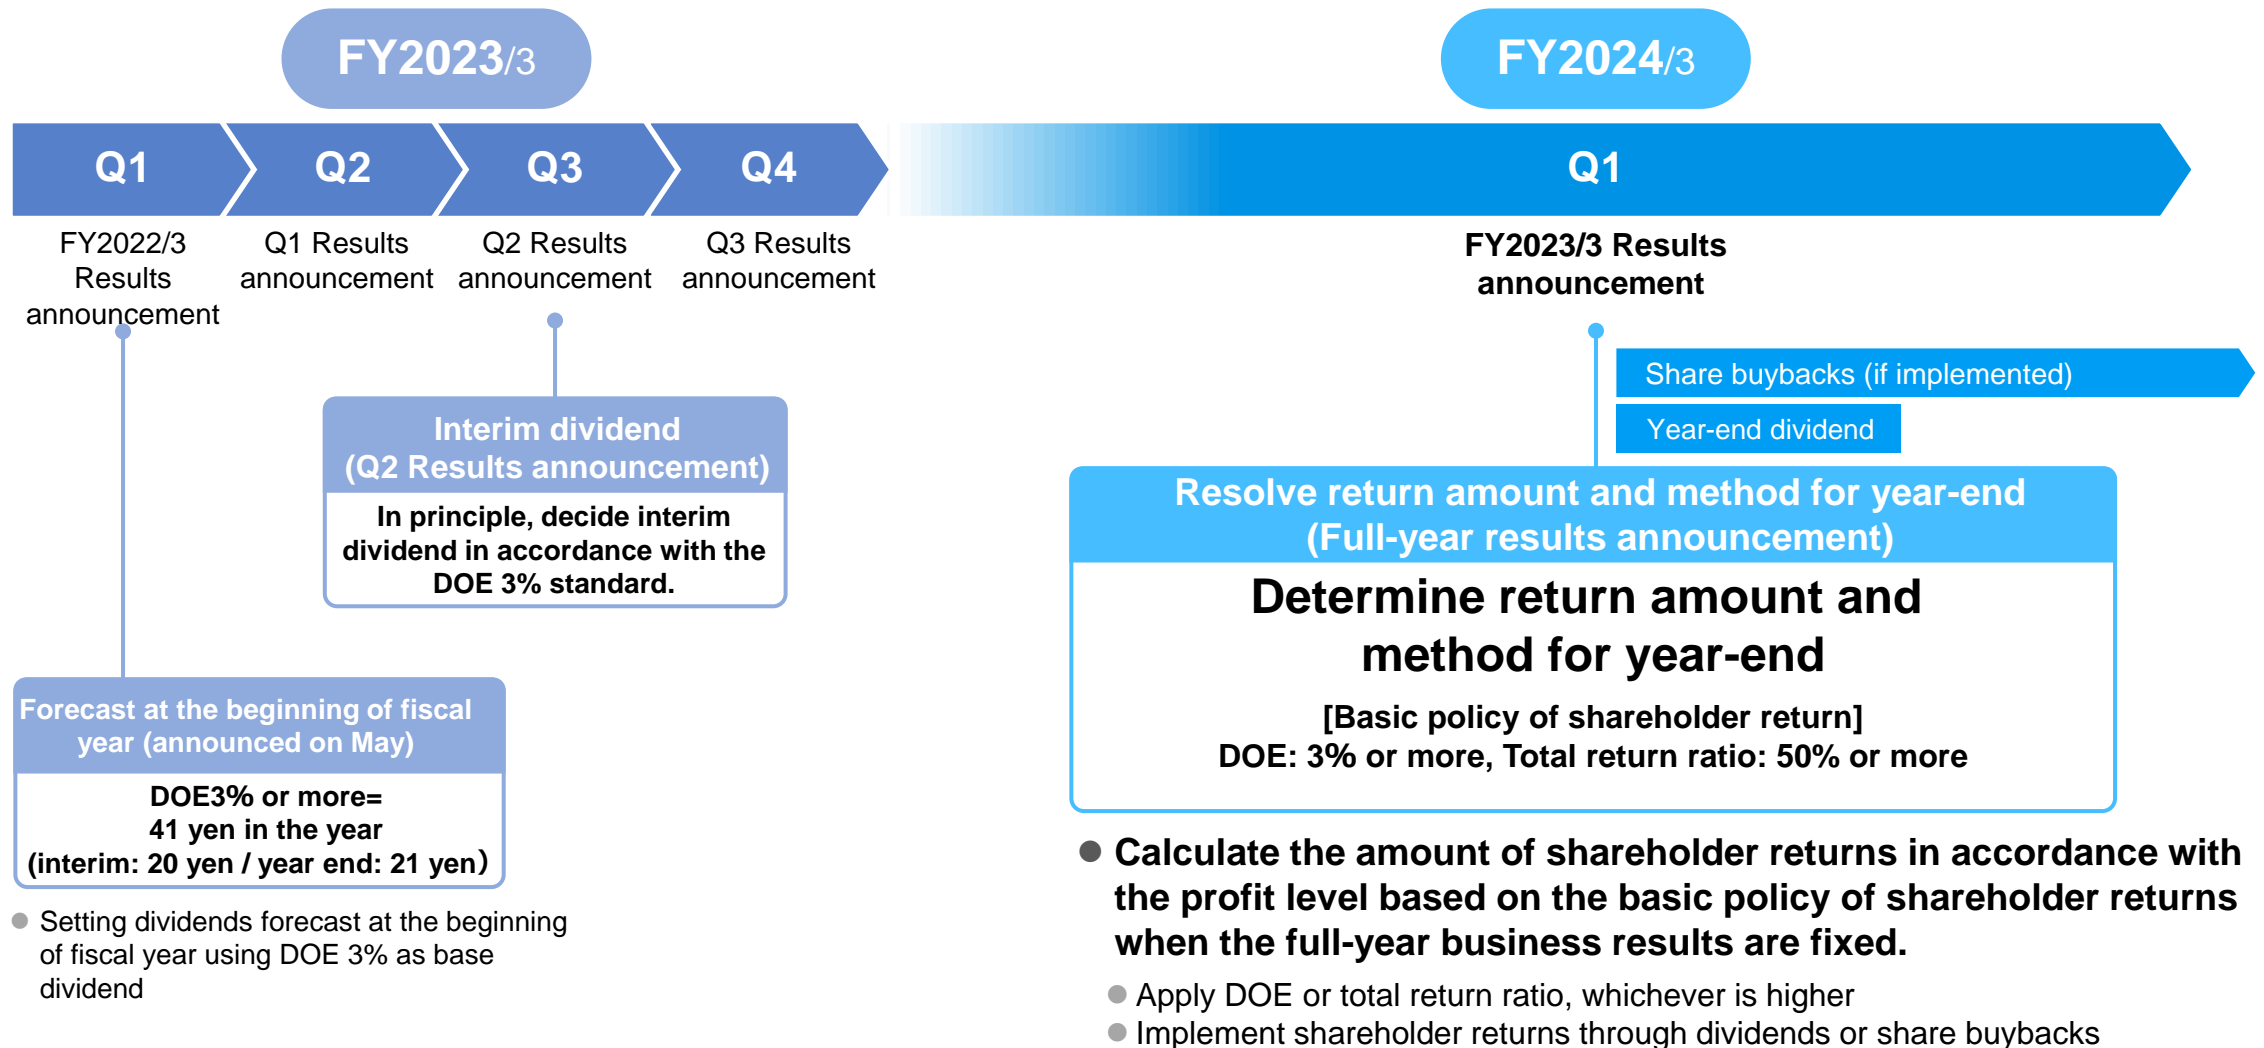 FY2023/3
FY2024/3
Q1
Q2
Q3
Q4
Q1
FY2022/3
Results
announcement
Q1 Results
announcement
Q2 Results
announcement
Q3 Results
announcement
FY2023/3 Results
announcement
Share buybacks (if implemented)
Year-end dividend
Interim dividend
(Q2 Results announcement)
In principle, decide interim
dividend in accordance with the
DOE 3% standard.
Resolve return amount and method for year-end
(Full-year results announcement)
Determine return amount and
method for year-end
[Basic policy of shareholder return]
DOE: 3% or more, Total return ratio: 50% or more
Forecast at the beginning of fiscal
year (announced on May)
DOE3% or more=
41 yen in the year
(interim: 20 yen / year end: 21 yen）
● Setting dividends forecast at the beginning
of fiscal year using DOE 3% as base
dividend
● Calculate the amount of shareholder returns in accordance with
the profit level based on the basic policy of shareholder returns
when the full-year business results are fixed.
● Apply DOE or total return ratio, whichever is higher
● Implement shareholder returns through dividends or share buybacks